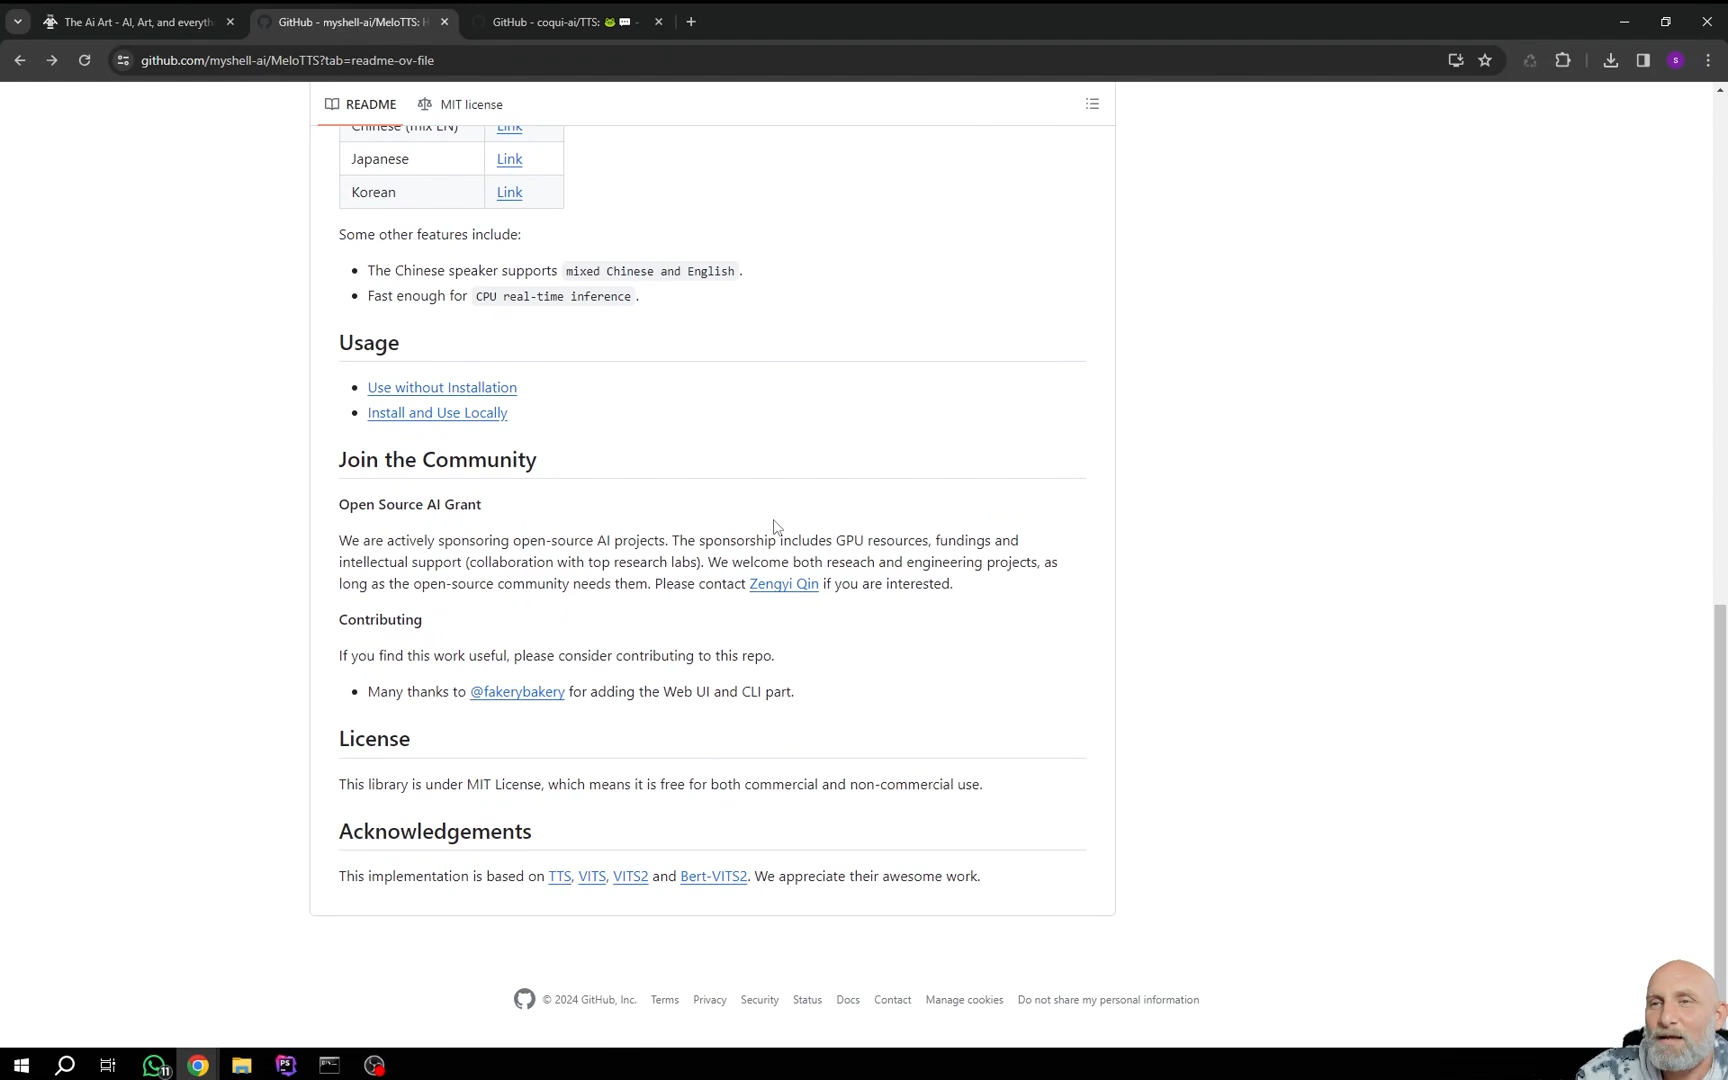 The Ai Art - AI, Art, and everyth
GitHub - myshell-ai/MeloTTS: H
GitHub - coqui-ai/TTS: 🐸💬 -
github.com/myshell-ai/MeloTTS?tab=readme-ov-file
S
README
MIT license
Chinese (mix EN) Link
Japanese Link
Korean Link
Some other features include:
• The Chinese speaker supports mixed Chinese and English.
• Fast enough for CPU real-time inference.
Usage
• Use without Installation
• Install and Use Locally
Join the Community
Open Source AI Grant
We are actively sponsoring open-source AI projects. The sponsorship includes GPU resources, fundings and
intellectual support (collaboration with top research labs). We welcome both reseach and engineering projects, as
long as the open-source community needs them. Please contact Zengyi Qin if you are interested.
Contributing
If you find this work useful, please consider contributing to this repo.
• Many thanks to @fakerybakery for adding the Web UI and CLI part.
License
This library is under MIT License, which means it is free for both commercial and non-commercial use.
Acknowledgements
This implementation is based on TTS, VITS, VITS2 and Bert-VITS2. We appreciate their awesome work.
© 2024 GitHub, Inc. Terms Privacy Security Status Docs Contact Manage cookies Do not share my personal information
11
PS